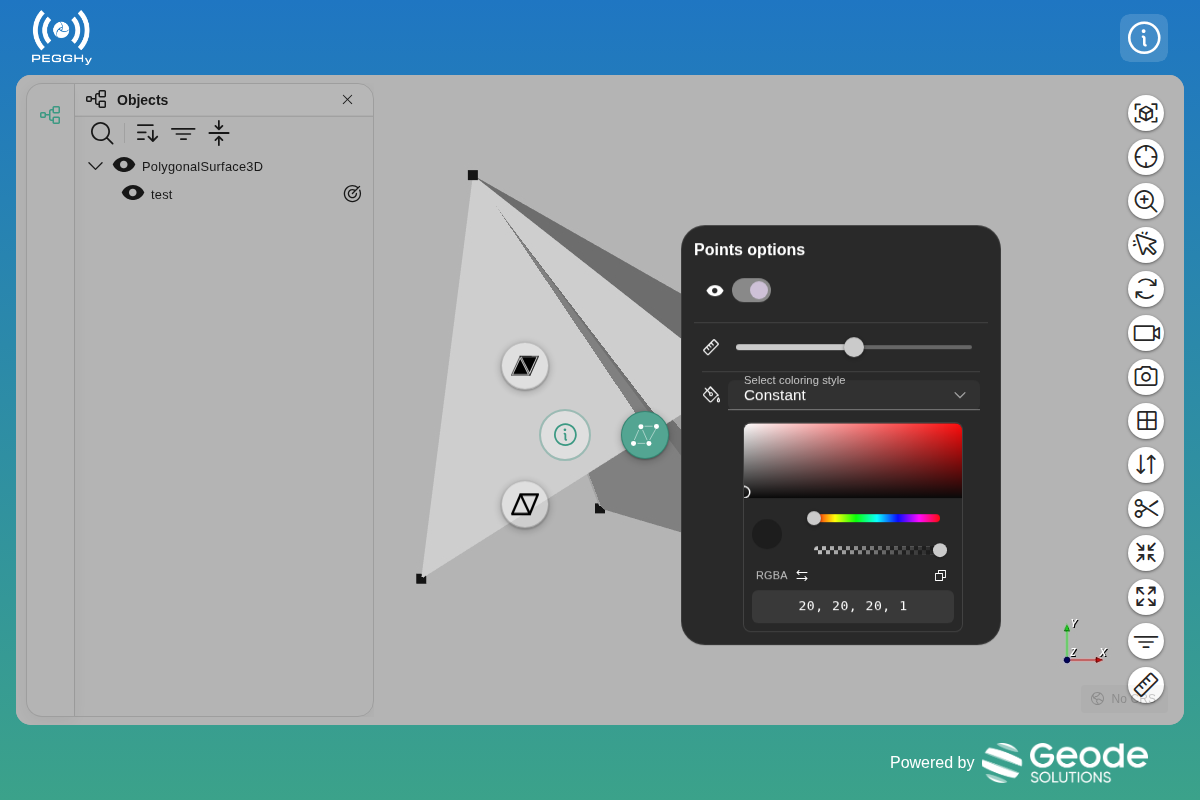 PEGGHy
Objects
PolygonalSurface3D
test
Points options
Select coloring style
Constant
RGBA
20, 20, 20, 1
Y
Z
X
No CRS
Powered by
Geode
SOLUTIONS